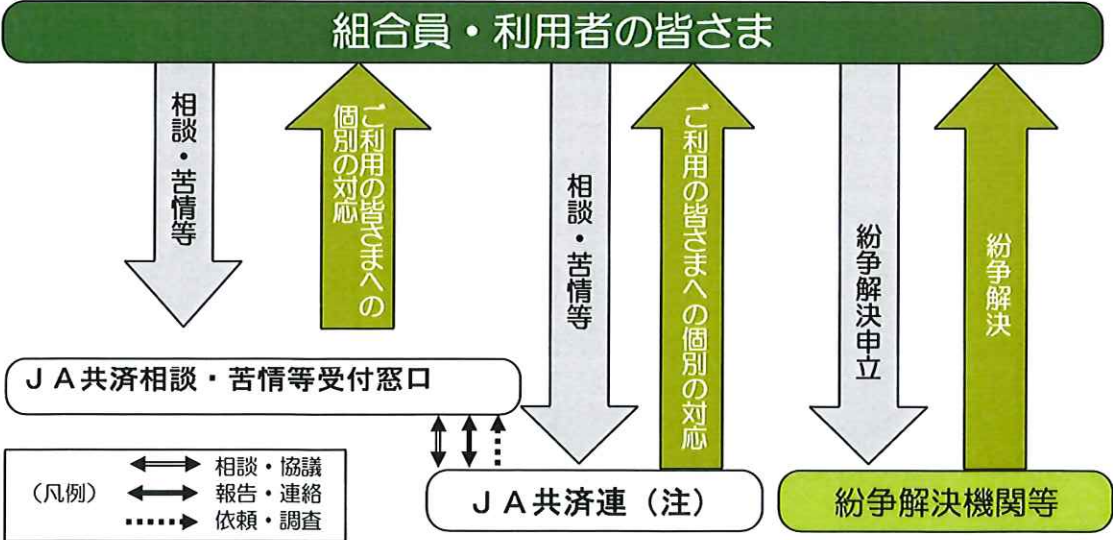 組合員・利用者の皆さま
相談・苦情等
ご利用の皆さまへの
個別の対応
相談・苦情等
ご利用の皆さまへの個別の対応
紛争解決申立
紛争解決
ＪＡ共済相談・苦情等受付窓口
ＪＡ共済連（注）
紛争解決機関等
（凡例）
相談・協議
報告・連絡
依頼・調査